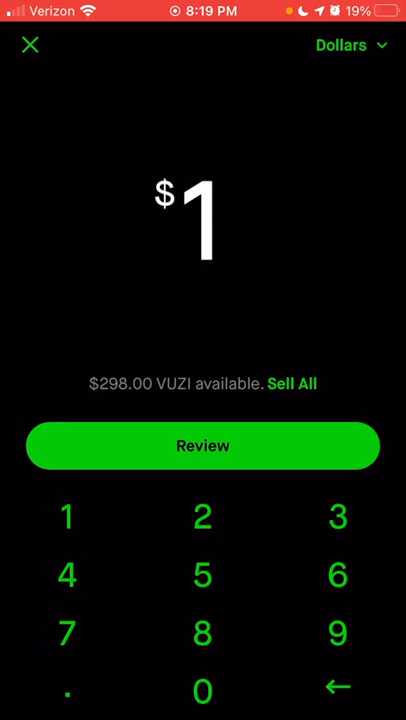 Verizon 8:19 PM 19%
Dollars
$1
$298.00 VUZI available. Sell All
Review
1 2 3
4 5 6
7 8 9
. 0